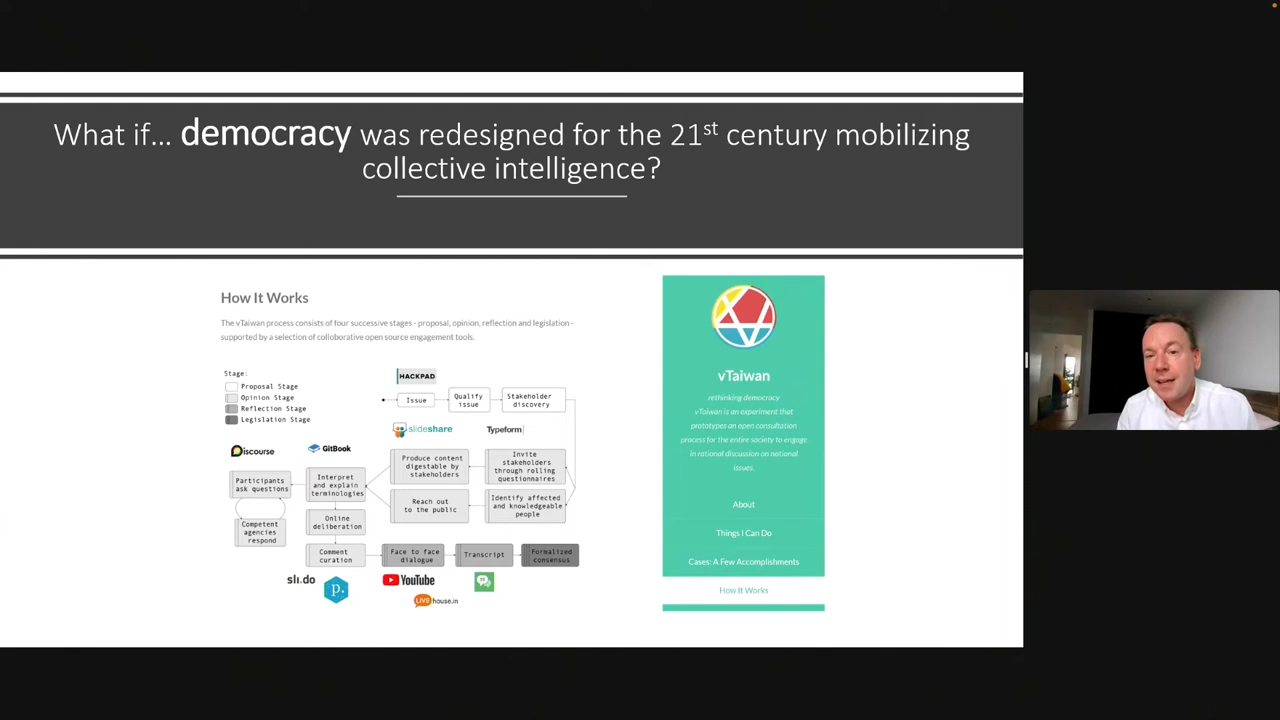 What if... democracy was redesigned for the 21st century mobilizing
collective intelligence?
How It Works
The vTaiwan process consists of four successive stages - proposal, opinion, reflection and legislation -
supported by a selection of colloborative open source engagement tools.
Stage:
Proposal Stage
Opinion Stage
Reflection Stage
Legislation Stage
HACKPAD
Issue
Qualify
issue
Stakeholder
discovery
slideshare
Typeform
Discourse
GitBook
Produce content
digestable by
stakeholders
Invite
stakeholders
through rolling
questionnaires
Participants
ask questions
Interpret
and explain
terminologies
Reach out
to the public
Identify affected
and knowledgeable
people
Competent
agencies
respond
Online
deliberation
Comment
curation
Face to face
dialogue
Transcript
Formalized
consensus
sli.do
p.
YouTube
LIVEhouse.in
vTaiwan
rethinking democracy
vTaiwan is an experiment that
prototypes an open consultation
process for the entire society to engage
in rational discussion on national
issues.
About
Things I Can Do
Cases: A Few Accomplishments
How It Works